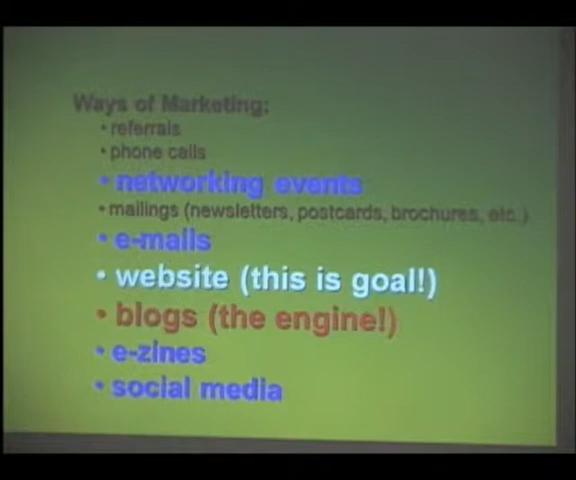 Ways of Marketing:
• referrals
• phone calls
• networking events
• mailings (newsletters, postcards, brochures, etc.)
• e-mails
• website (this is goal!)
• blogs (the engine!)
• e-zines
• social media